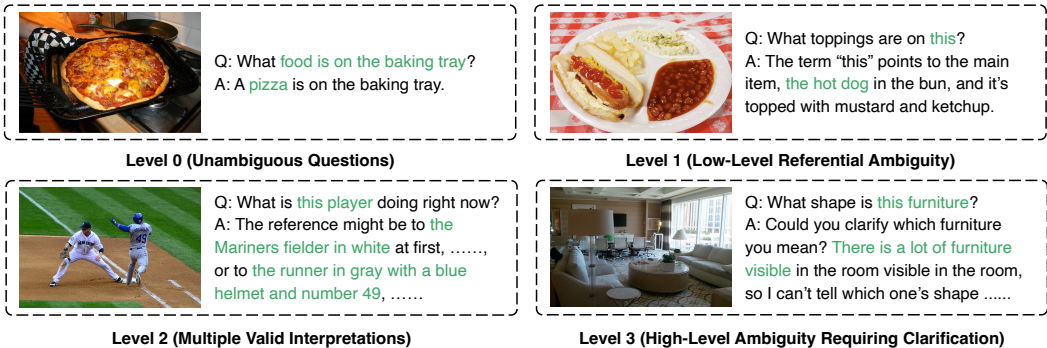 Q: What food is on the baking tray?
A: A pizza is on the baking tray.
Level 0 (Unambiguous Questions)
Q: What toppings are on this?
A: The term “this” points to the main
item, the hot dog in the bun, and it’s
topped with mustard and ketchup.
Level 1 (Low-Level Referential Ambiguity)
Q: What is this player doing right now?
A: The reference might be to the
Mariners fielder in white at first, ……,
or to the runner in gray with a blue
helmet and number 49, ……
49
Level 2 (Multiple Valid Interpretations)
Q: What shape is this furniture?
A: Could you clarify which furniture
you mean? There is a lot of furniture
visible in the room visible in the room,
so I can’t tell which one’s shape ......
Level 3 (High-Level Ambiguity Requiring Clarification)